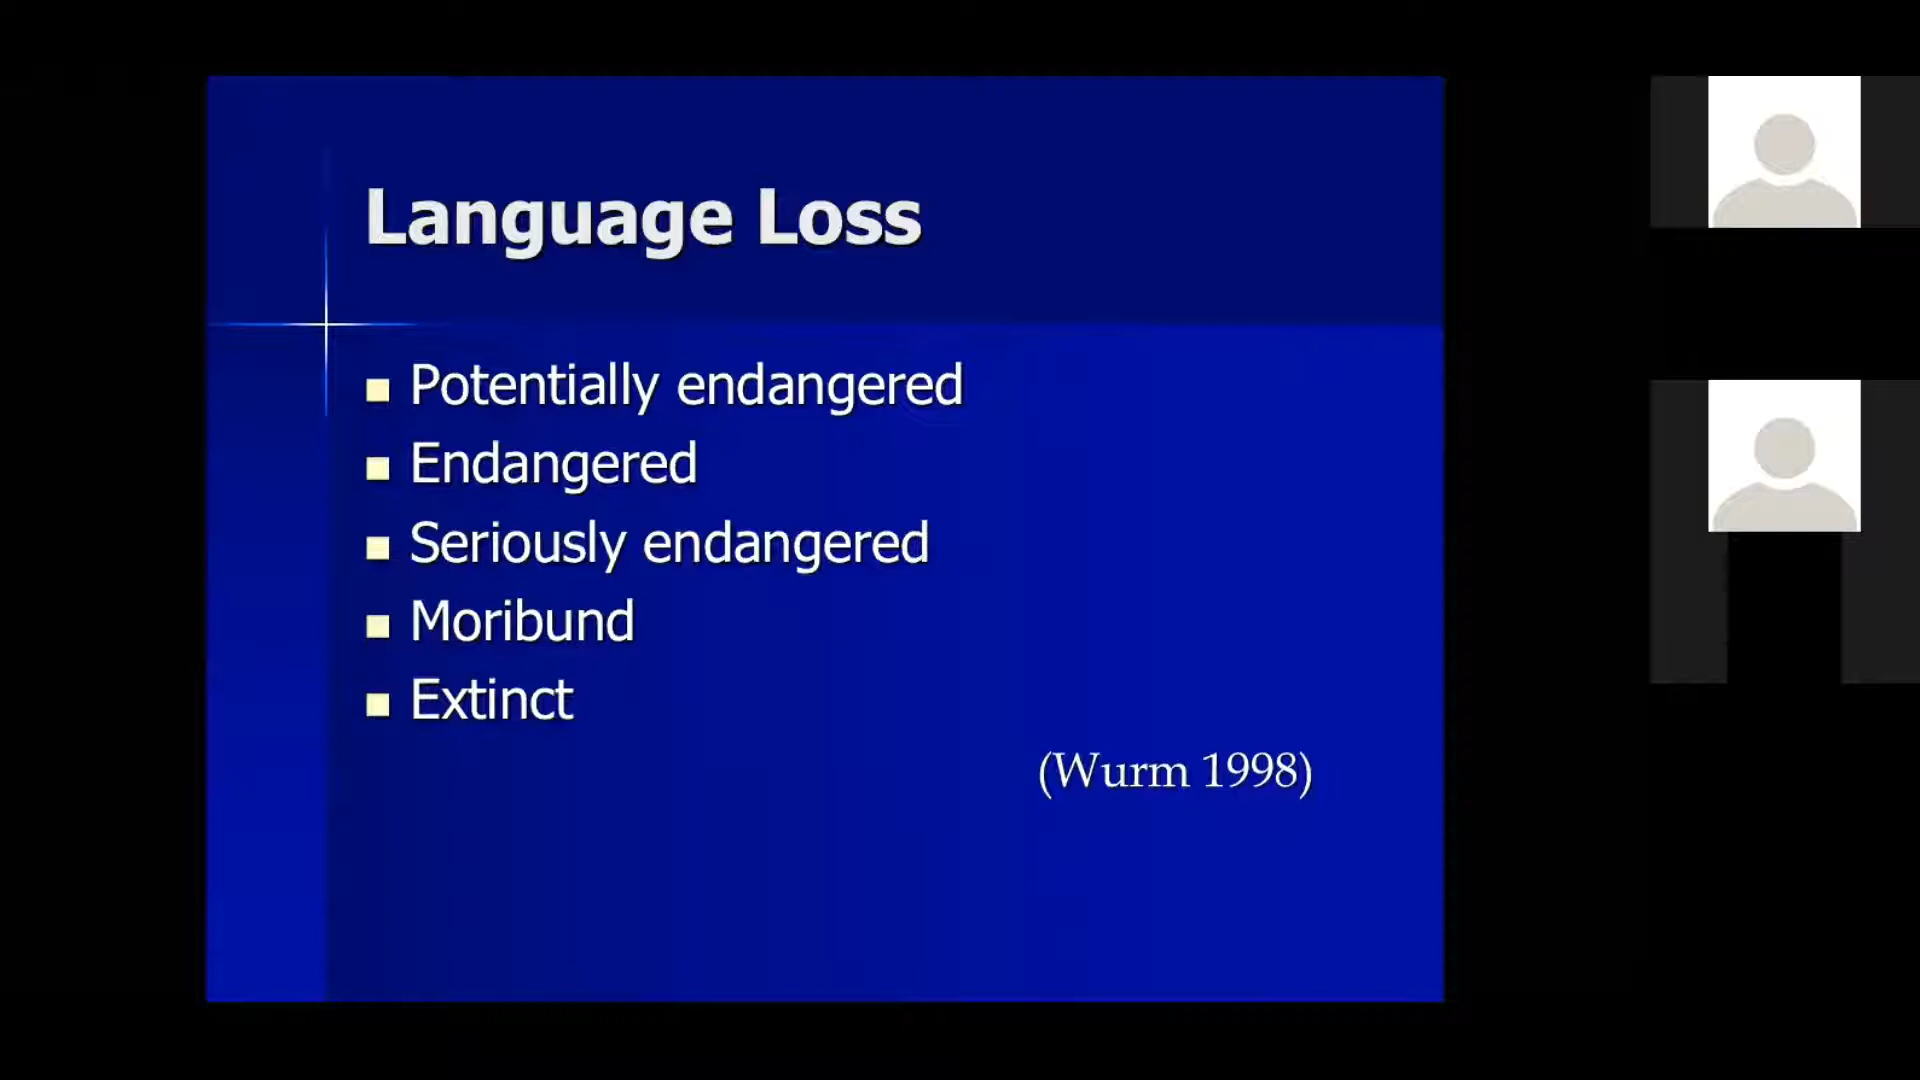 Language Loss
Potentially endangered
Endangered
Seriously endangered
Moribund
Extinct
(Wurm 1998)